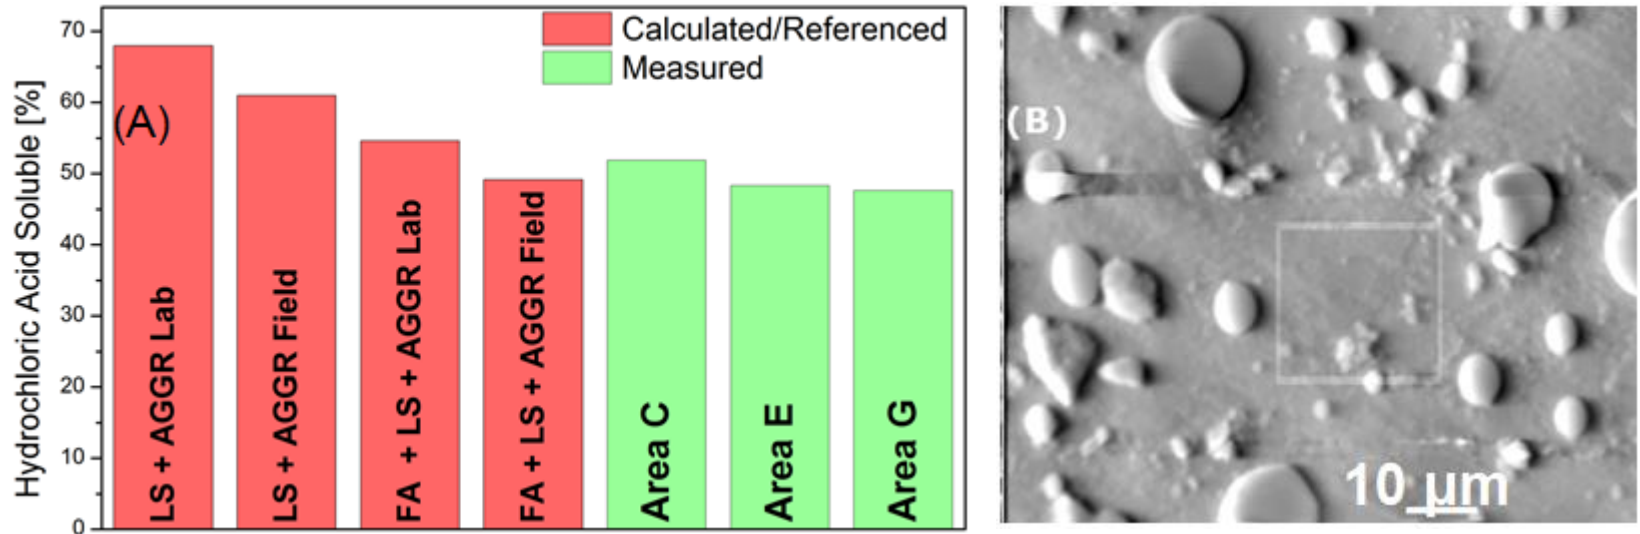 Hydrochloric Acid Soluble [%]
70
60
50
40
30
20
10
0
(A)
Calculated/Referenced
Measured
LS + AGGR Lab
LS + AGGR Field
FA + LS + AGGR Lab
FA + LS + AGGR Field
Area C
Area E
Area G
(B)
10 µm